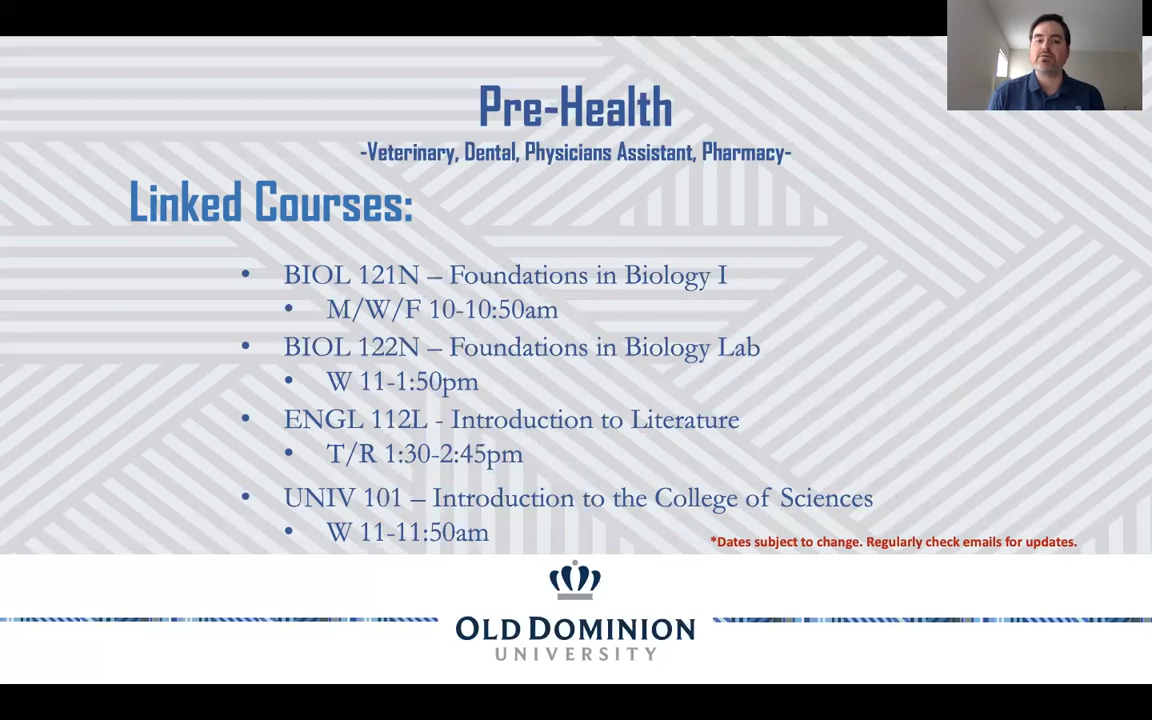 Pre-Health
-Veterinary, Dental, Physicians Assistant, Pharmacy-
Linked Courses:
• BIOL 121N – Foundations in Biology I
• M/W/F 10-10:50am
• BIOL 122N – Foundations in Biology Lab
• W 11-1:50pm
• ENGL 112L - Introduction to Literature
• T/R 1:30-2:45pm
• UNIV 101 – Introduction to the College of Sciences
• W 11-11:50am
*Dates subject to change. Regularly check emails for updates.
OLD DOMINION
UNIVERSITY